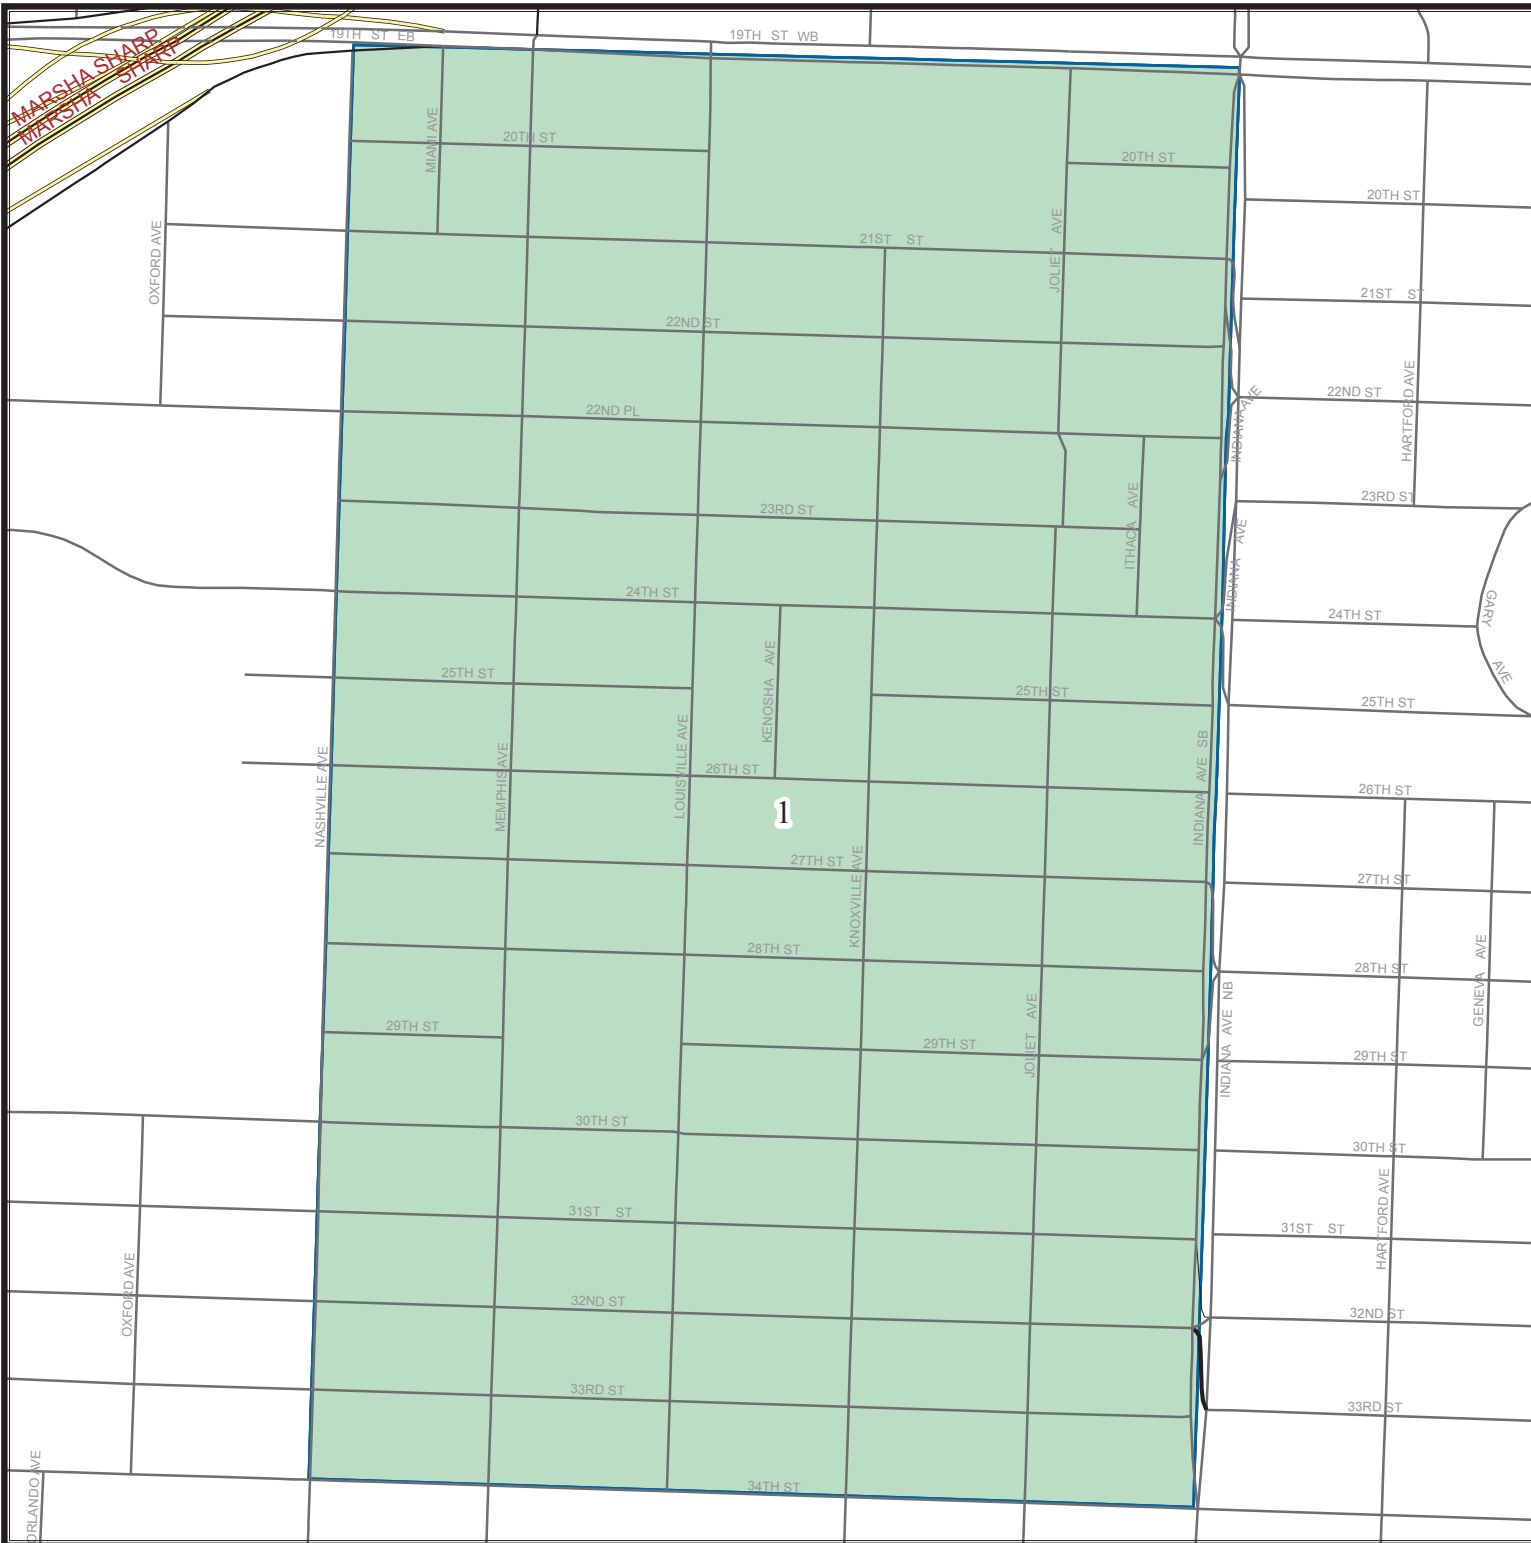 19TH ST EB
19TH ST WB
MARSHA SHARP
MARSHA SHARP
MIAMI AVE
20TH ST
20TH ST
20TH ST
OXFORD AVE
JOLIET AVE
21ST ST
21ST ST
22ND ST
22ND ST
HARTFORD AVE
INDIANA AVE
22ND PL
23RD ST
23RD ST
ITHACA AVE
INDIANA AVE
24TH ST
24TH ST
GARY AVE
25TH ST
25TH ST
25TH ST
KENOSHA AVE
NASHVILLE AVE
MEMPHIS AVE
LOUISVILLE AVE
INDIANA AVE SB
26TH ST
26TH ST
1
27TH ST
27TH ST
KNOXVILLE AVE
28TH ST
28TH ST
GENEVA AVE
29TH ST
29TH ST
29TH ST
JOLIET AVE
INDIANA AVE NB
30TH ST
30TH ST
31ST ST
31ST ST
HARTFORD AVE
OXFORD AVE
32ND ST
32ND ST
33RD ST
33RD ST
34TH ST
ORLANDO AVE